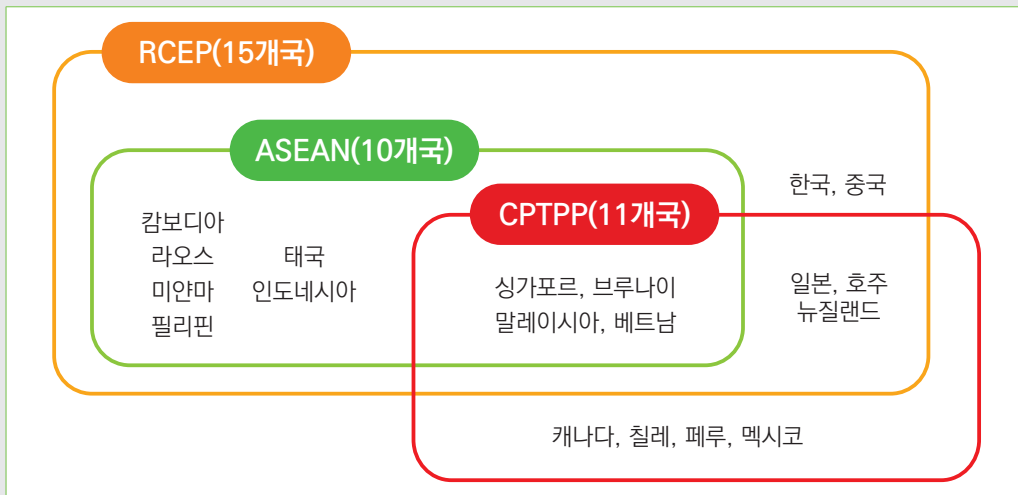 RCEP(15개국)
ASEAN(10개국)
한국, 중국
CPTPP(11개국)
캄보디아
라오스
미얀마
필리핀
태국
인도네시아
싱가포르, 브루나이
말레이시아, 베트남
일본, 호주
뉴질랜드
캐나다, 칠레, 페루, 멕시코